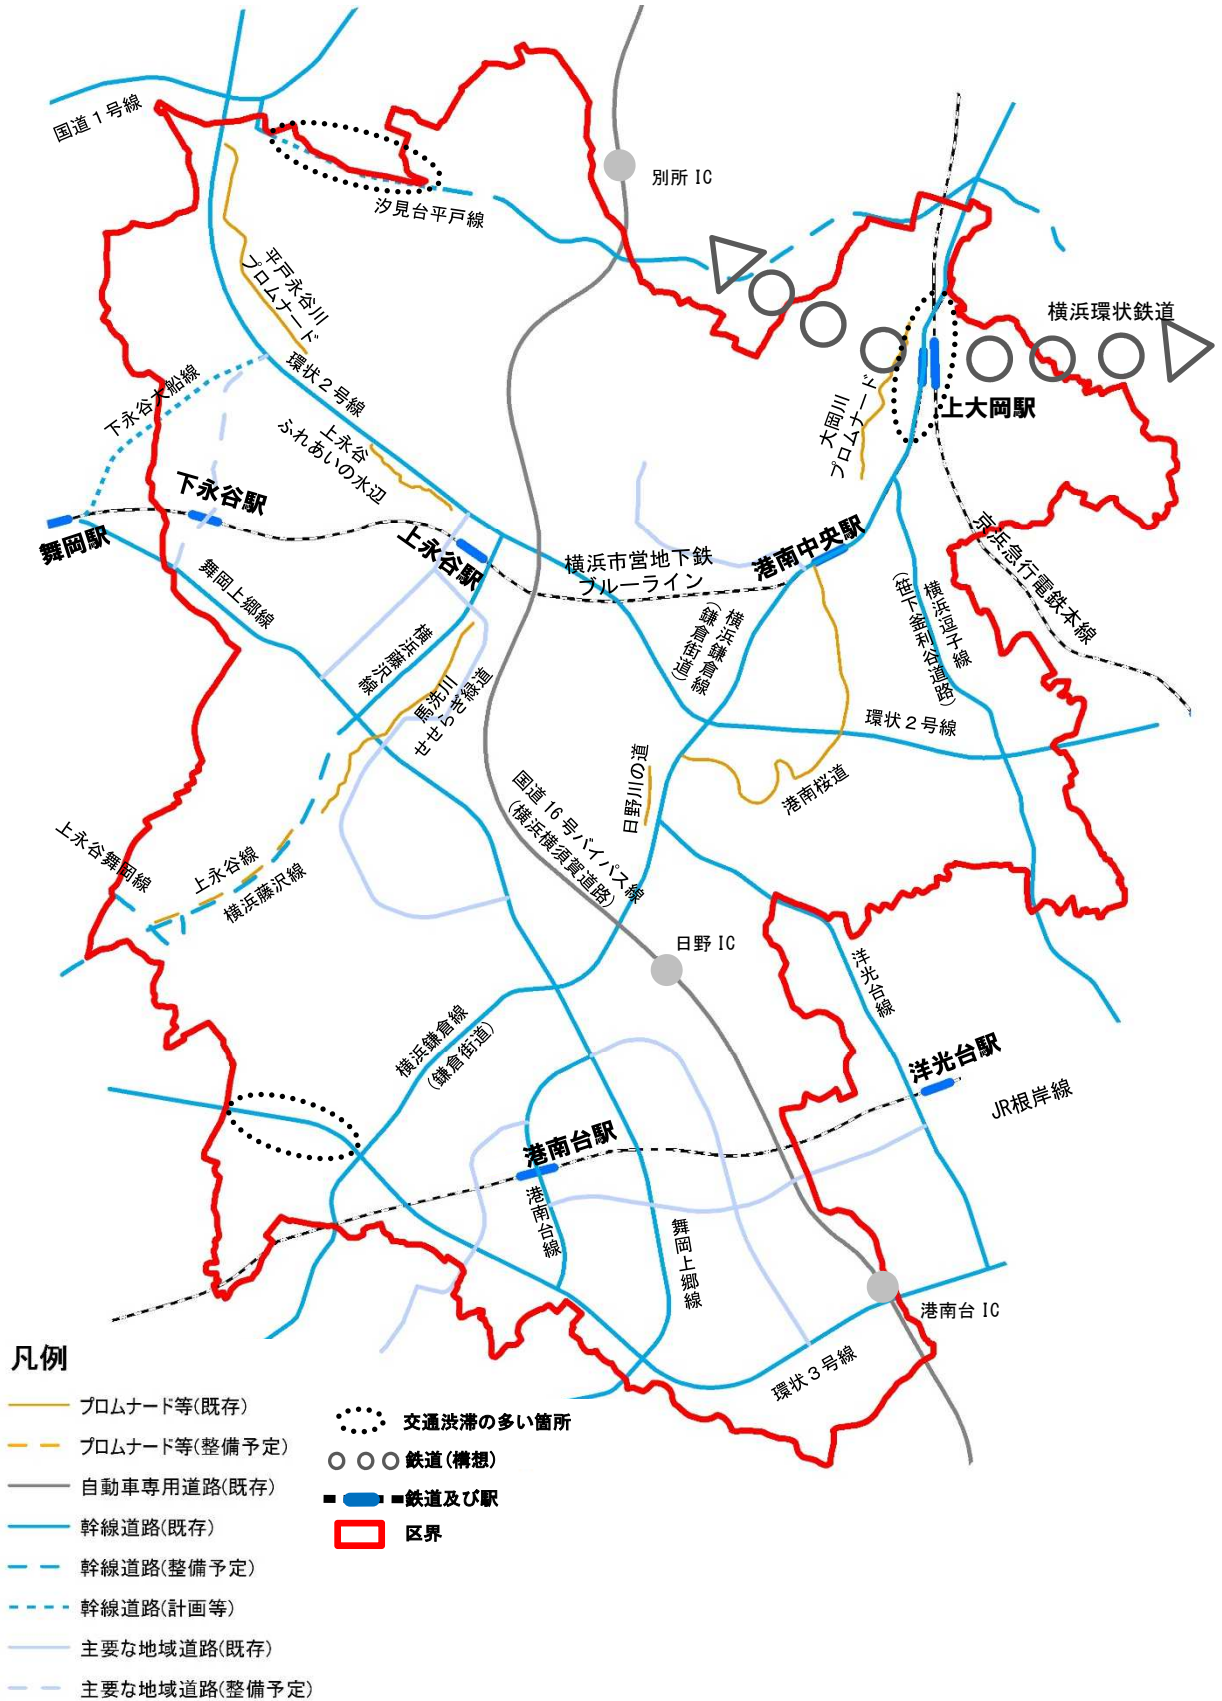 国道１号線
別所 IC
汐見台平戸線
平戸永谷川
プロムナード
横浜環状鉄道
環状２号線
下永谷大船線
上大岡駅
大岡川
プロムナード
上永谷
ふれあいの水辺
下永谷駅
舞岡駅
上永谷駅
横浜市営地下鉄
ブルーライン
港南中央駅
京浜急行電鉄本線
舞岡上郷線
横浜藤沢線
横浜鎌倉線
(鎌倉街道)
横浜逗子線
(笹下釜利谷道路)
馬洗川
せせらぎ緑道
環状２号線
日野川の道
港南桜道
国道 16 号バイパス線
(横浜横須賀道路)
上永谷舞岡線
上永谷線
横浜藤沢線
日野 IC
洋光台線
横浜鎌倉線
(鎌倉街道)
洋光台駅
JR根岸線
港南台駅
港南台線
舞岡上郷線
港南台 IC
環状３号線
凡例
プロムナード等(既存)
プロムナード等(整備予定)
自動車専用道路(既存)
幹線道路(既存)
幹線道路(整備予定)
幹線道路(計画等)
主要な地域道路(既存)
主要な地域道路(整備予定)
交通渋滞の多い箇所
鉄道(構想)
鉄道及び駅
区界